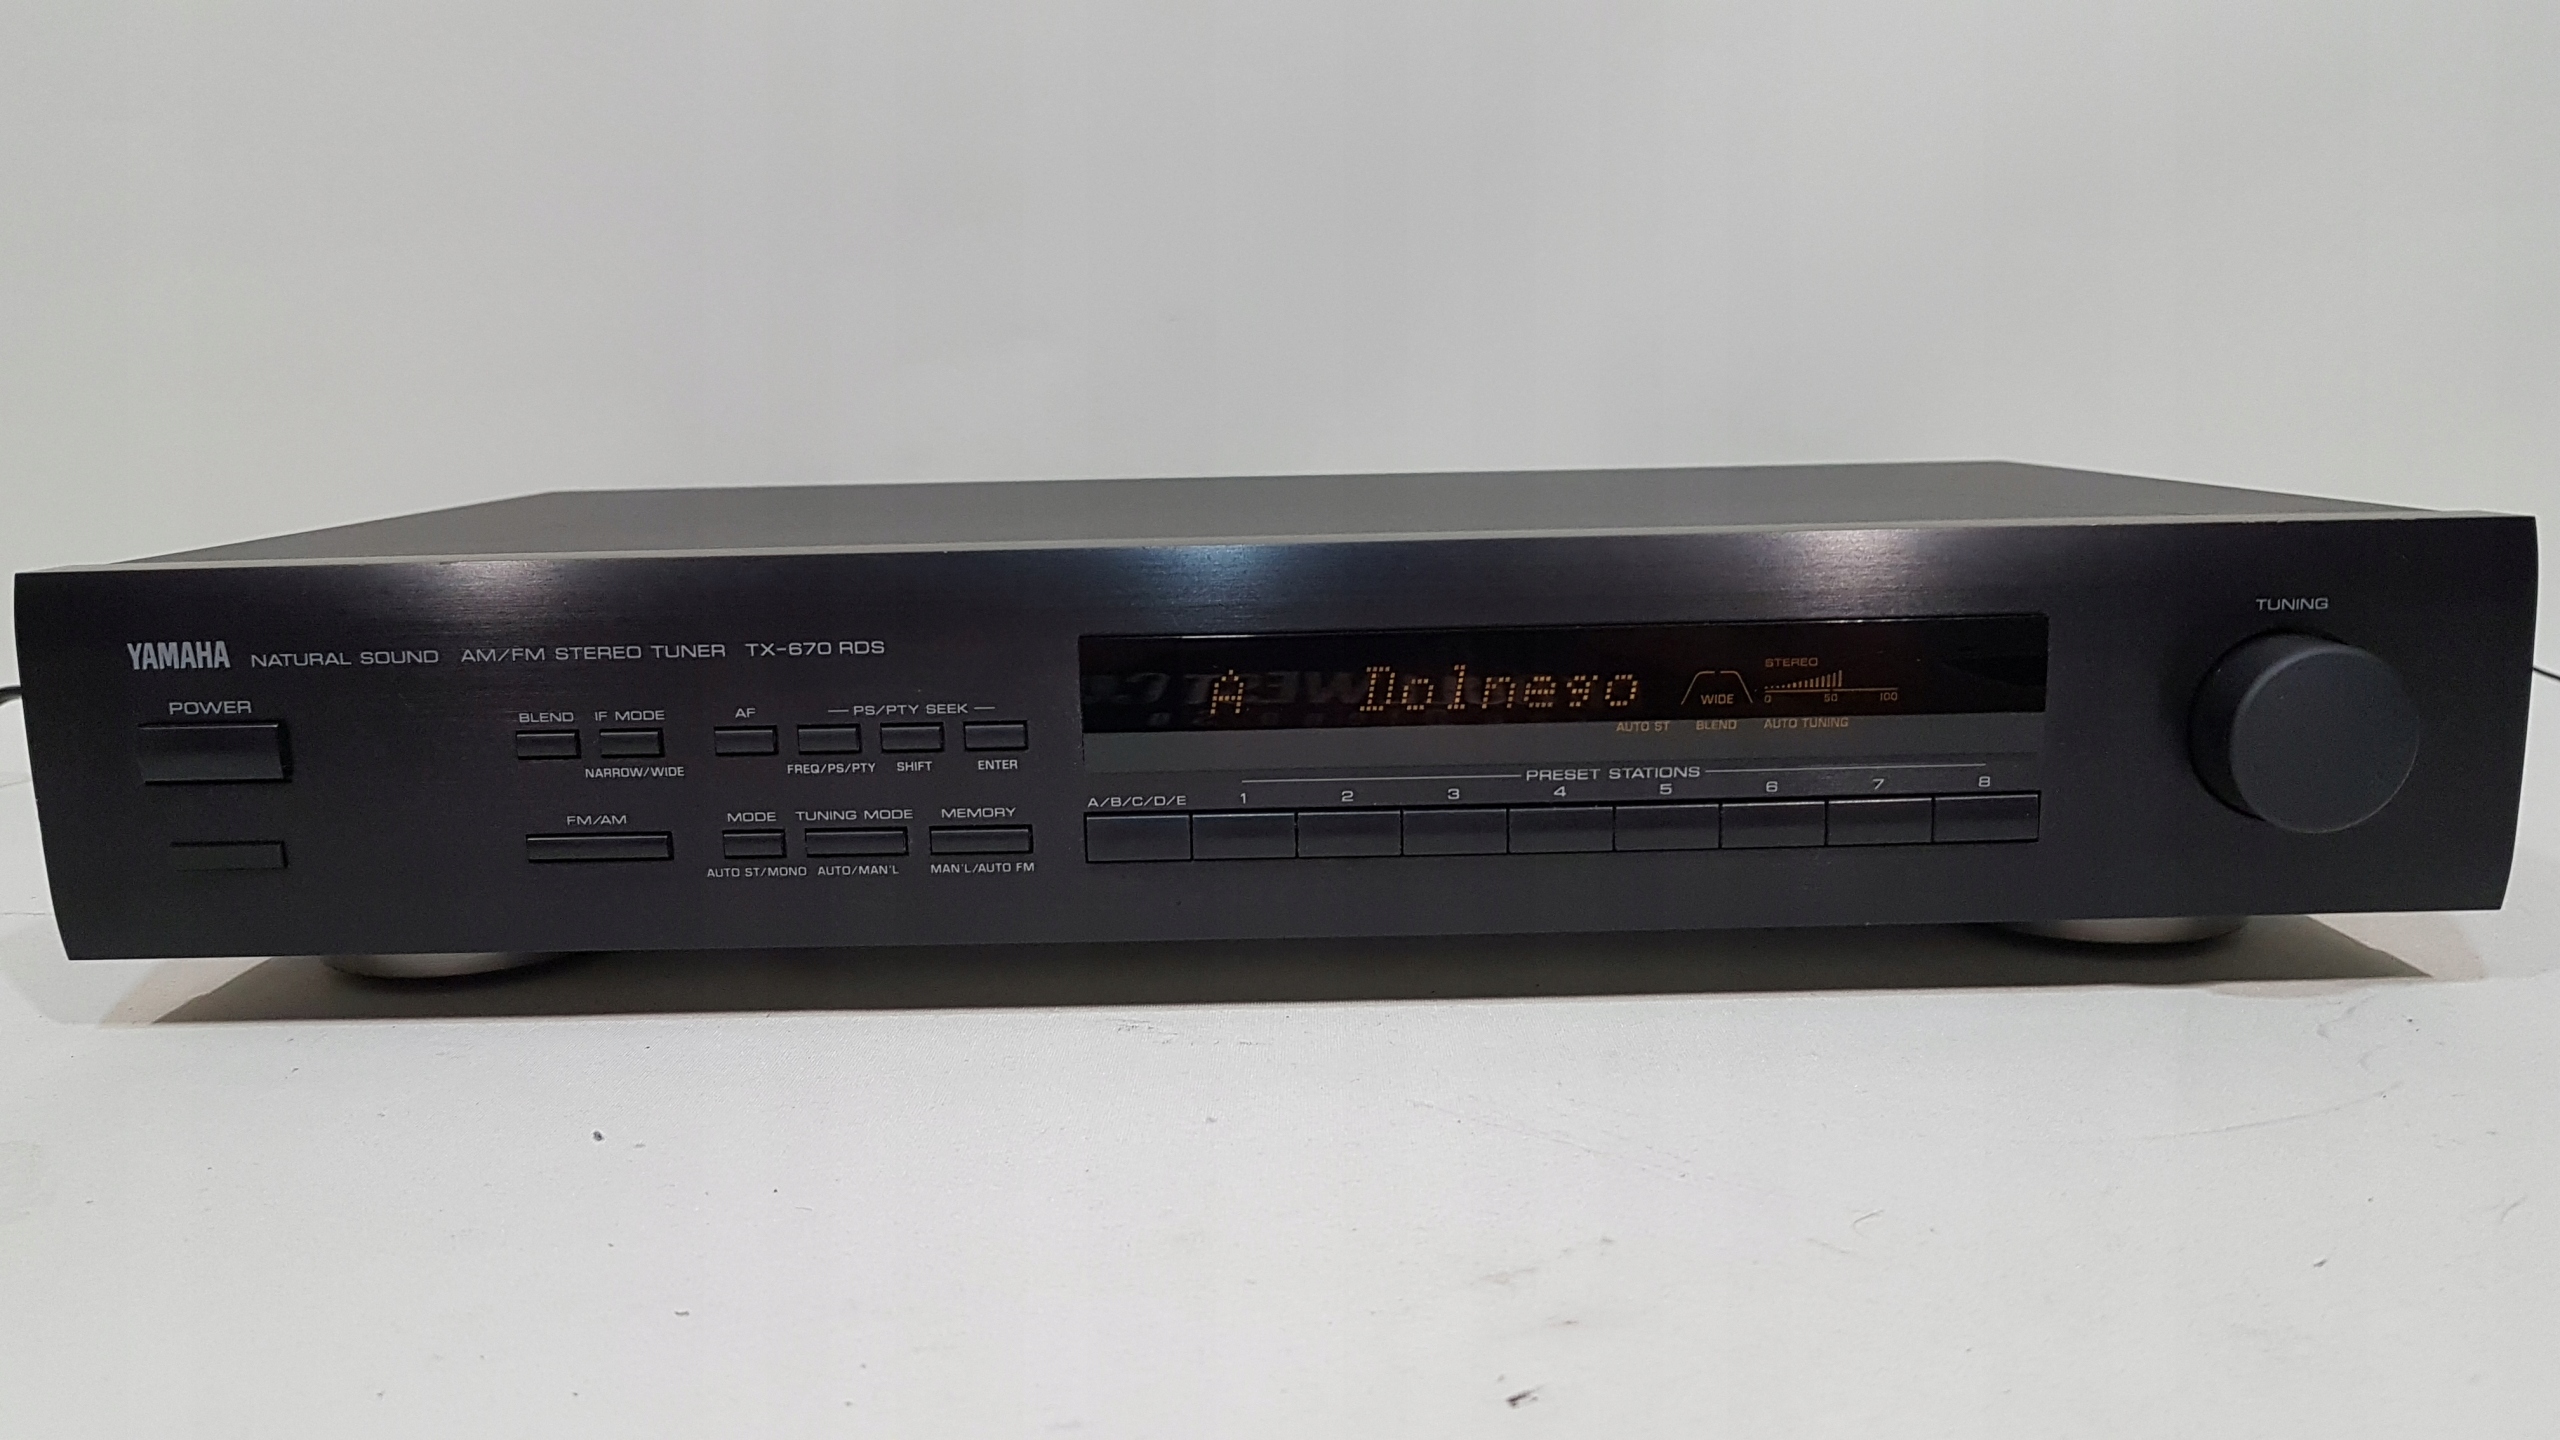 YAMAHA NATURAL SOUND AM/FM STEREO TUNER TX-670 RDS
POWER
BLEND IF MODE AF PS/PTY SEEK
NARROW/WIDE FREQ/PS/PTY SHIFT ENTER
FM/AM MODE TUNING MODE MEMORY
AUTO ST/MONO AUTO/MAN'L MAN'L/AUTO FM
A Dolnego WIDE STEREO
0 50 100
AUTO ST BLEND AUTO TUNING
PRESET STATIONS
A/B/C/D/E 1 2 3 4 5 6 7 8
TUNING